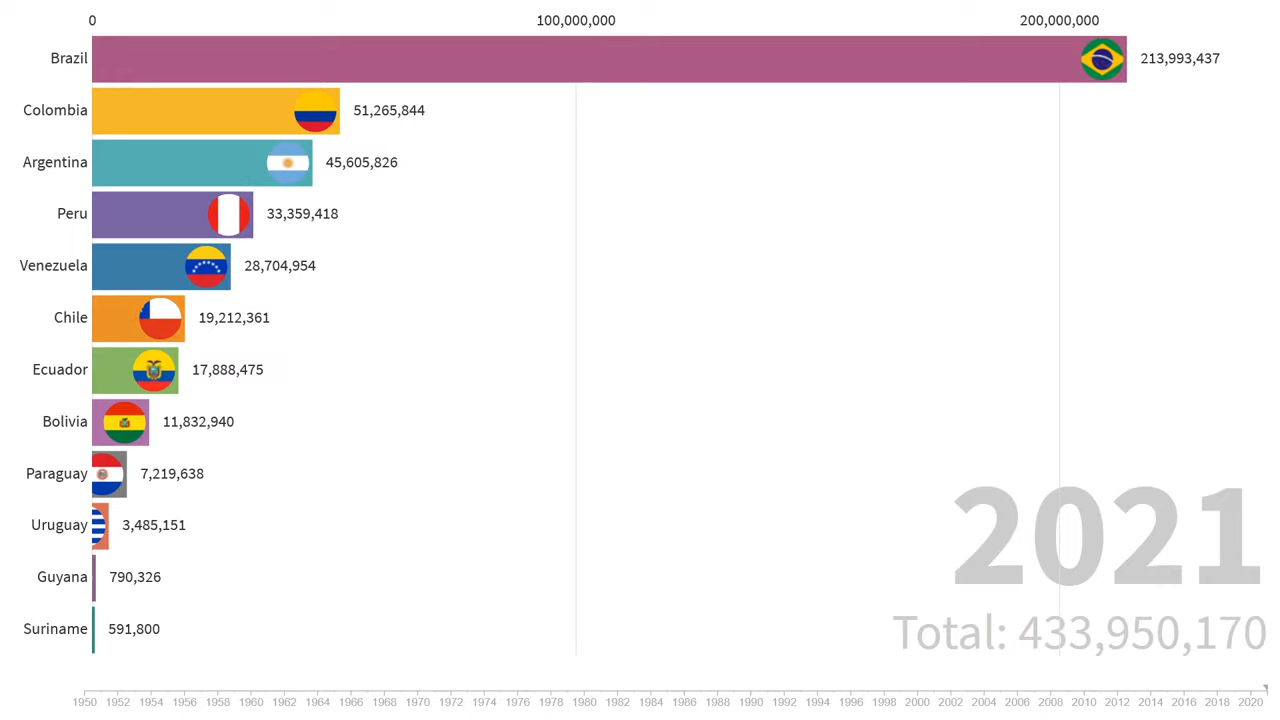 0 100,000,000 200,000,000
Brazil 213,993,437
Colombia 51,265,844
Argentina 45,605,826
Peru 33,359,418
Venezuela 28,704,954
Chile 19,212,361
Ecuador 17,888,475
Bolivia 11,832,940
Paraguay 7,219,638
Uruguay 3,485,151
Guyana 790,326
Suriname 591,800
2021
Total: 433,950,170
1950 1952 1954 1956 1958 1960 1962 1964 1966 1968 1970 1972 1974 1976 1978 1980 1982 1984 1986 1988 1990 1992 1994 1996 1998 2000 2002 2004 2006 2008 2010 2012 2014 2016 2018 2020